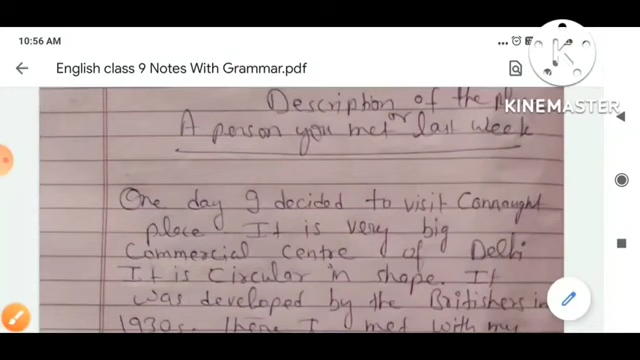 10:56 AM
English class 9 Notes With Grammar.pdf
KINEMASTER
Description of the
or
A person you met last week
One day I decided to visit Connaught
place It is very big
Commercial centre of Delhi
It is circular in shape. It
was developed by the Britishers in
1930s. There I met with my